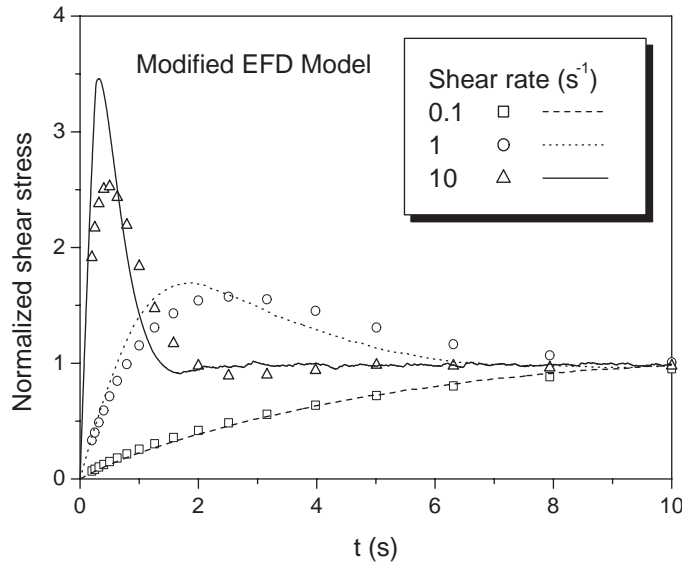 Modified EFD Model
Shear rate (s⁻¹)
0.1
1
10
Normalized shear stress
4
3
2
1
0
0 2 4 6 8 10
t (s)